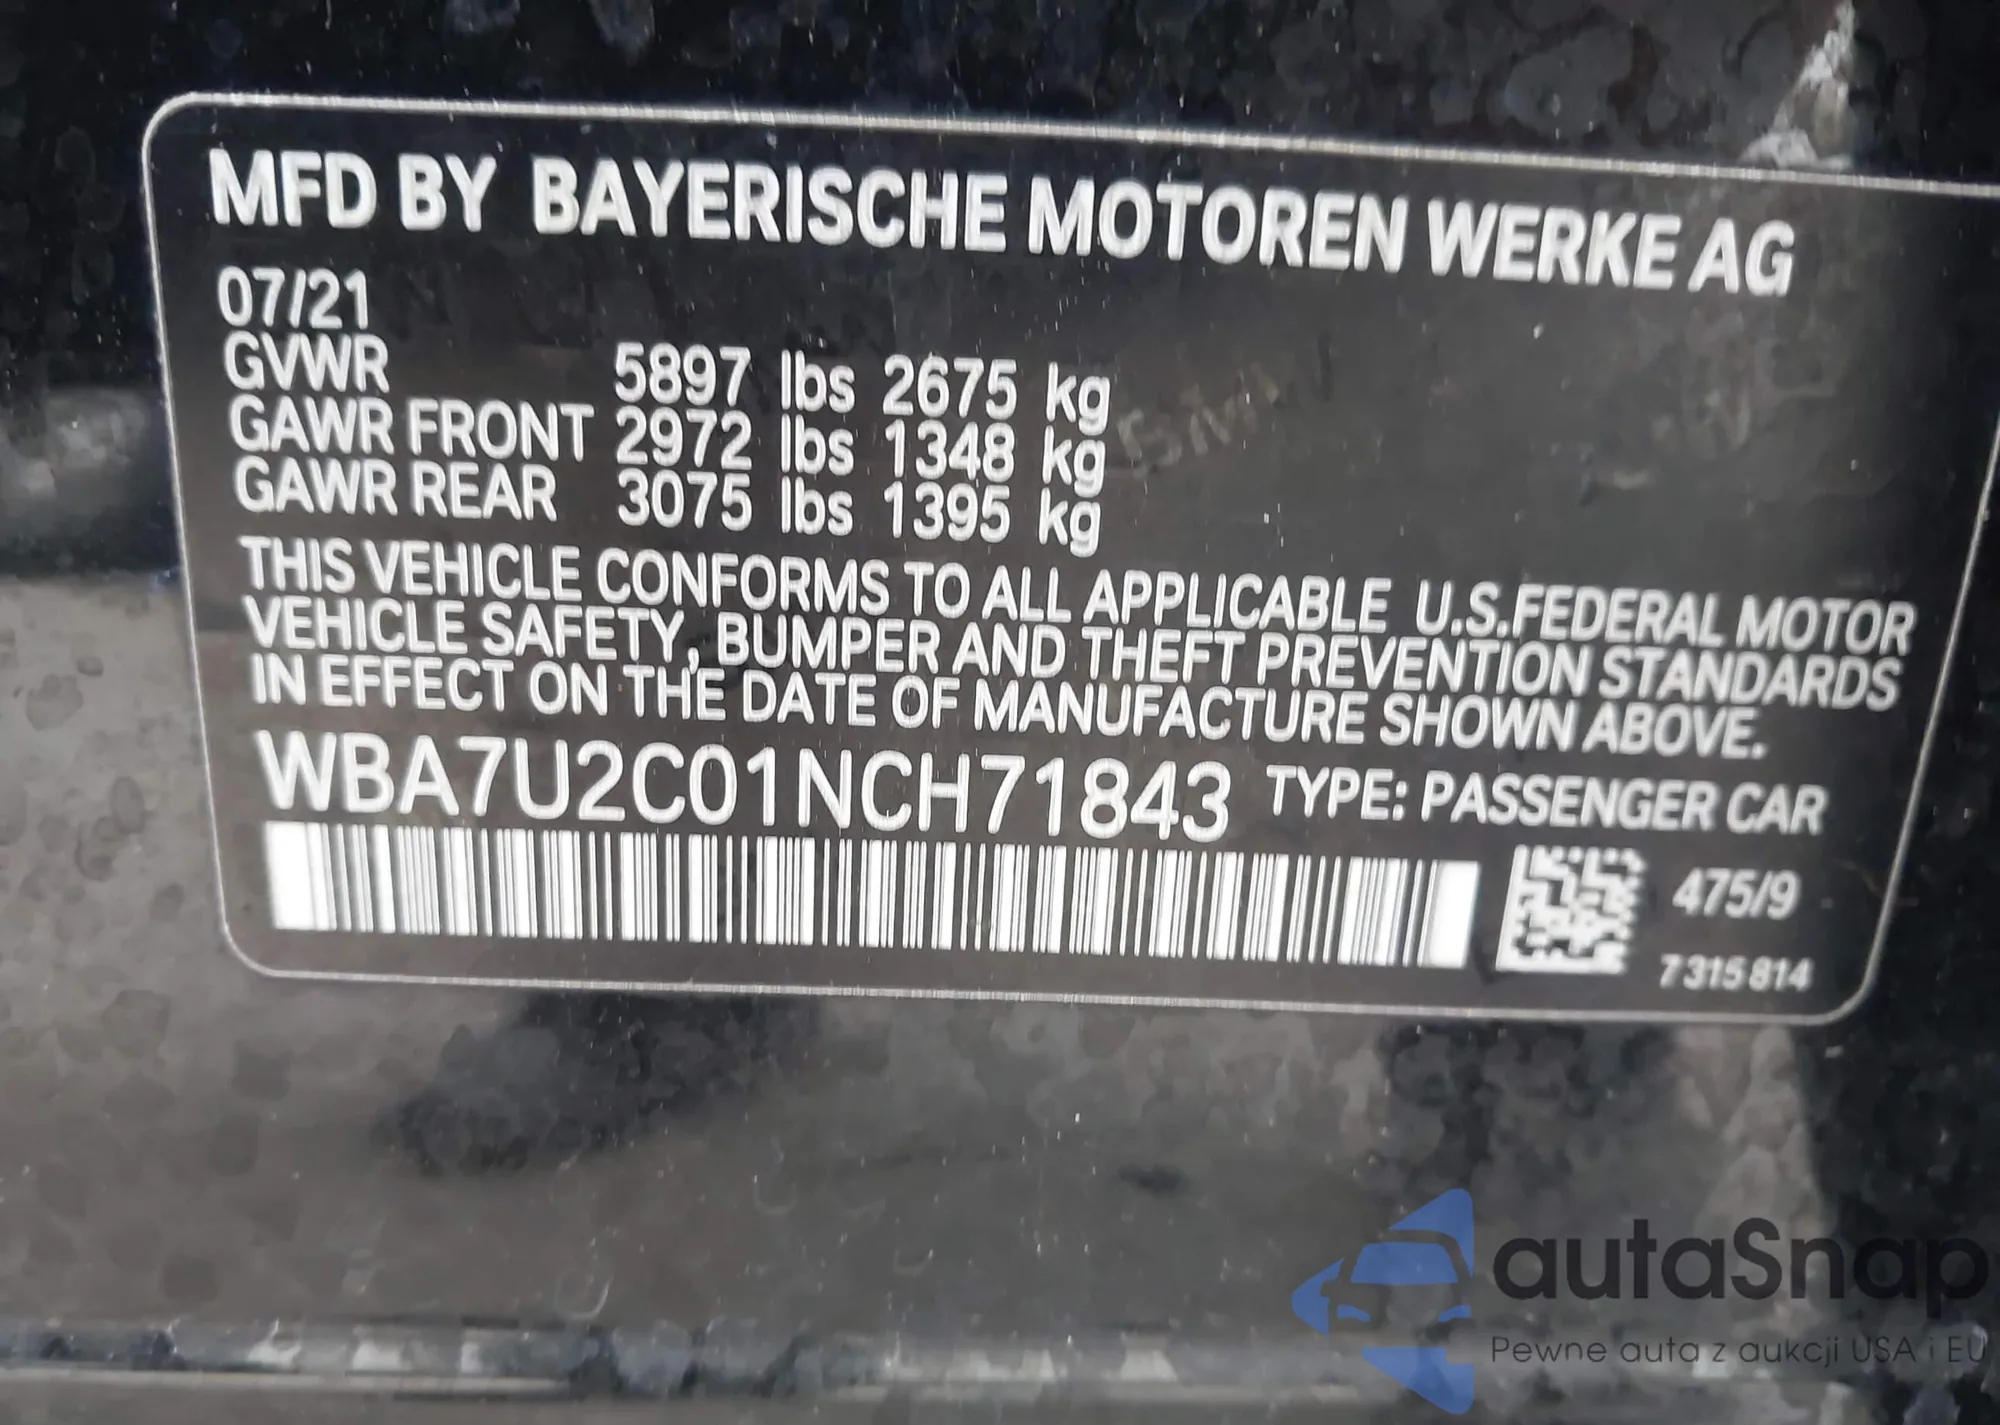 MFD BY BAYERISCHE MOTOREN WERKE AG
07/21
GVWR 5897 lbs 2675 kg
GAWR FRONT 2972 lbs 1348 kg
GAWR REAR 3075 lbs 1395 kg
THIS VEHICLE CONFORMS TO ALL APPLICABLE U.S.FEDERAL MOTOR
VEHICLE SAFETY, BUMPER AND THEFT PREVENTION STANDARDS
IN EFFECT ON THE DATE OF MANUFACTURE SHOWN ABOVE.
WBA7U2C01NCH71843 TYPE: PASSENGER CAR
475/9
7 315 814
autaSnap
Pewne auta z aukcji USA i EU